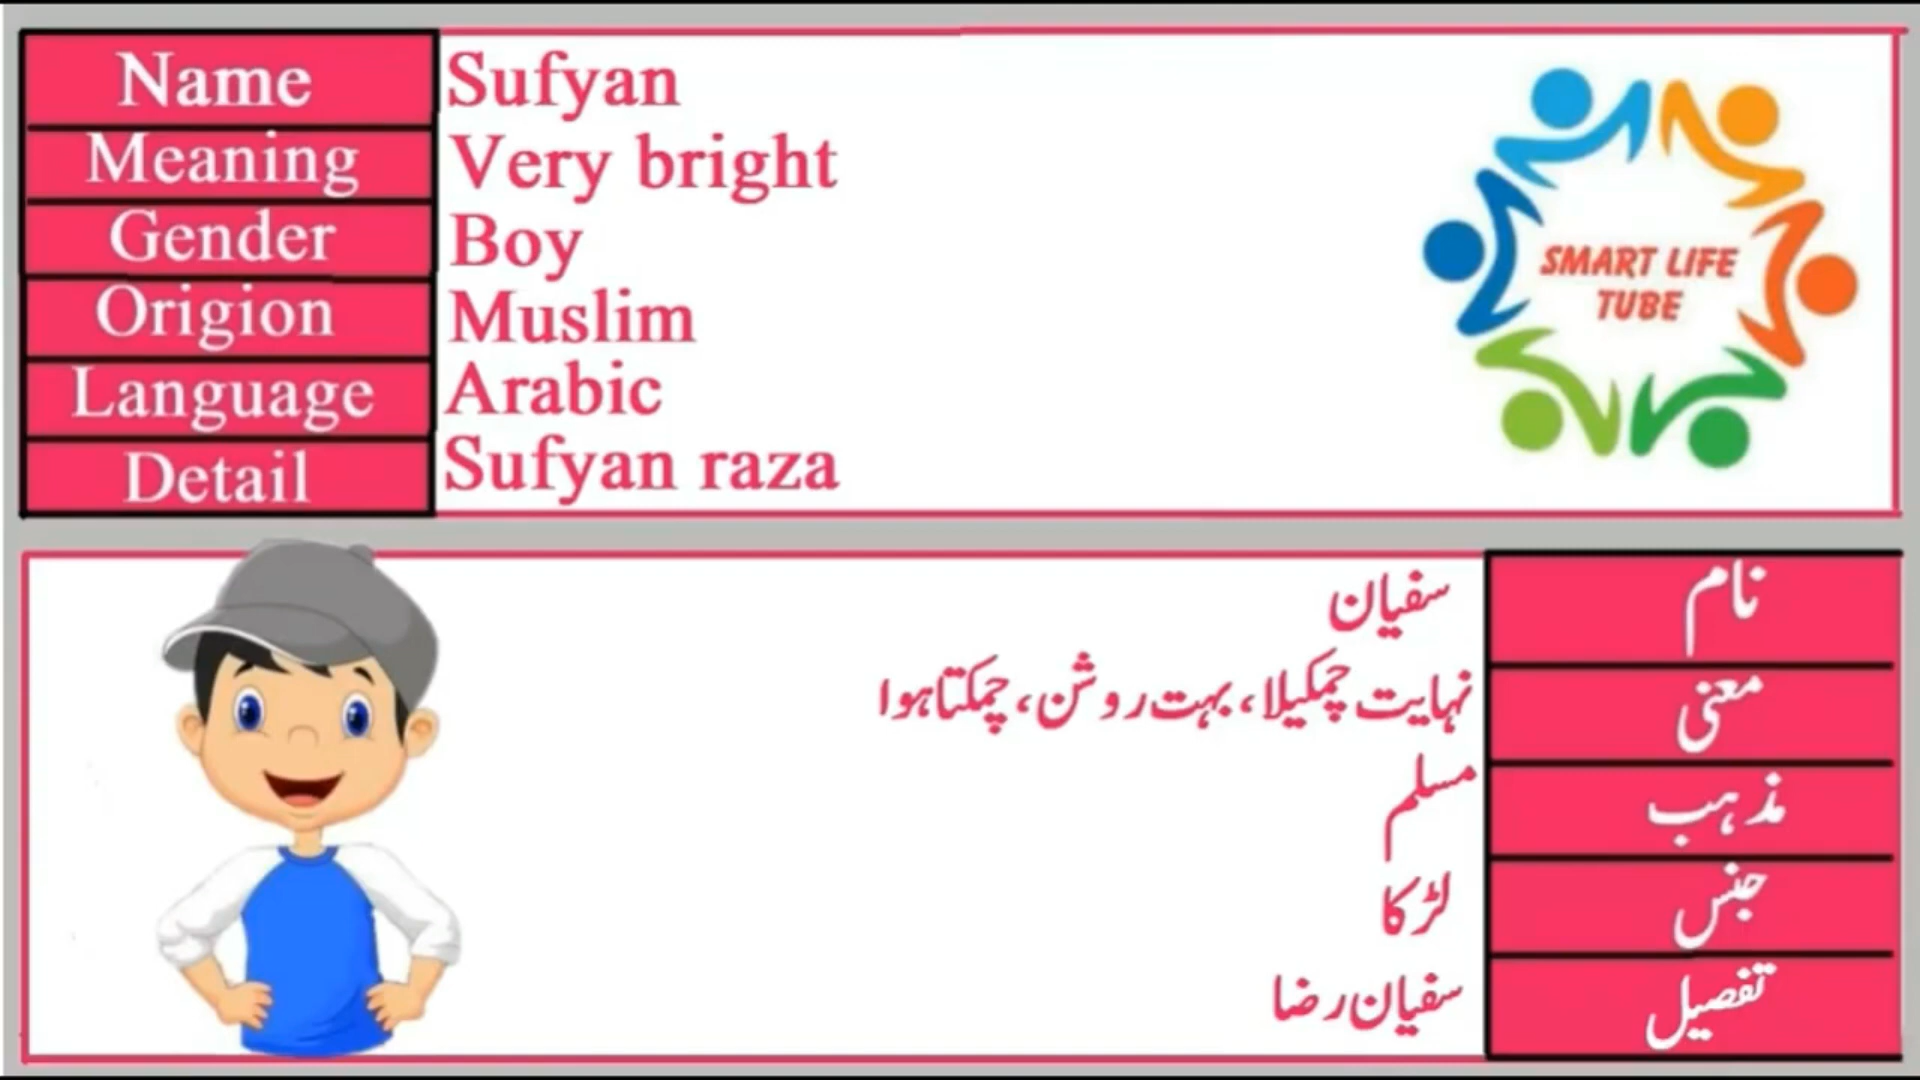 Name Sufyan
Meaning Very bright
Gender Boy
Origion Muslim
Language Arabic
Detail Sufyan raza
SMART LIFE
TUBE
نام سفیان
معنی نہایت چمکیلا، بہت روشن، چمکتا ہوا
مذہب مسلم
جنس لڑکا
تفصیل سفیان رضا